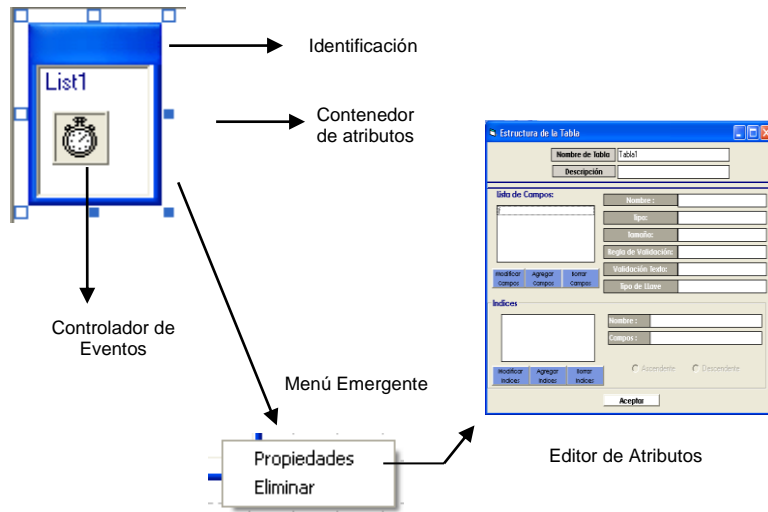 Identificación
List1
Contenedor
de atributos
Controlador de
Eventos
Menú Emergente
Propiedades
Eliminar
Estructura de la Tabla
Nombre de Tabla
Tabla1
Descripción
Lista de Campos:
Nombre :
Tipo:
Tamaño:
Regla de Validación:
Validación Texto:
Tipo de LLave
Modificar Campos
Agregar Campos
Borrar Campos
Indices
Nombre :
Campos :
Ascendente
Descendente
Modificar Indices
Agregar Indices
Borrar Indices
Aceptar
Editor de Atributos